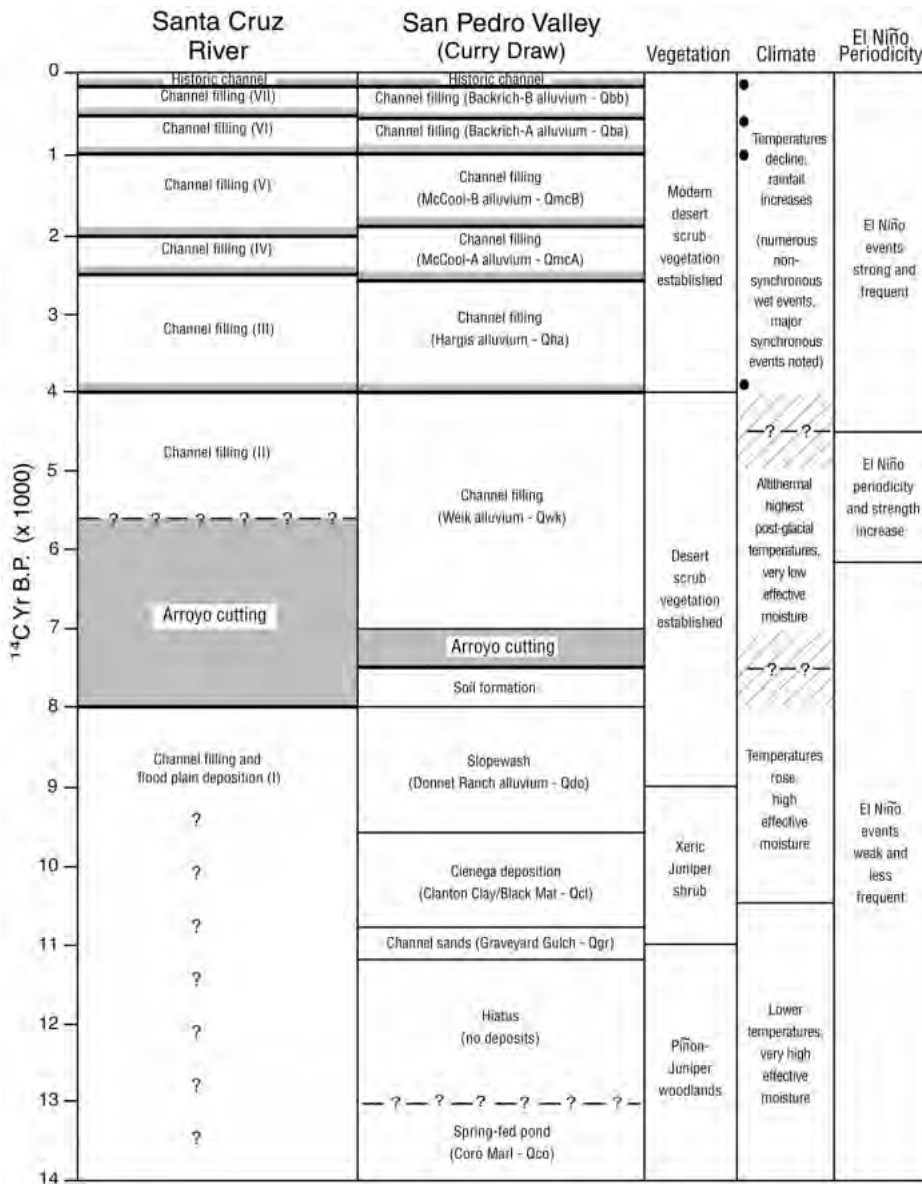 Santa Cruz
River
San Pedro Valley
(Curry Draw)
Vegetation
Climate
El Niño
Periodicity
14C Yr B.P. (x 1000)
0
1
2
3
4
5
6
7
8
9
10
11
12
13
14
Historic channel
Channel filling (VII)
Channel filling (VI)
Channel filling (V)
Channel filling (IV)
Channel filling (III)
Channel filling (II)
? ? ? ? ? ?
Arroyo cutting
Channel filling and
flood plain deposition (I)
?
?
?
?
?
?
?
Historic channel
Channel filling (Backrich-B alluvium - Qbb)
Channel filling (Backrich-A alluvium - Qba)
Channel filling
(McCool-B alluvium - QmcB)
Channel filling
(McCool-A alluvium - QmcA)
Channel filling
(Hargis alluvium - Qha)
Channel filling
(Weik alluvium - Qwk)
Arroyo cutting
Soil formation
Slopewash
(Donnet Ranch alluvium - Qdo)
Cienega deposition
(Clanton Clay/Black Mat - Qcl)
Channel sands (Graveyard Gulch - Qgr)
Hiatus
(no deposits)
? ? ? ? ? ?
Spring-fed pond
(Coro Marl - Qco)
Modern
desert
scrub
vegetation
established
Desert
scrub
vegetation
established
Xeric
Juniper
shrub
Piñon-
Juniper
woodlands
Temperatures
decline,
rainfall
increases
(numerous
non-
synchronous
wet events,
major
synchronous
events noted)
? ?
Altithermal
highest
post-glacial
temperatures,
very low
effective
moisture
? ?
Temperatures
rose,
high
effective
moisture
Lower
temperatures,
very high
effective
moisture
El Niño
events
strong and
frequent
El Niño
periodicity
and strength
increase
El Niño
events
weak and
less
frequent